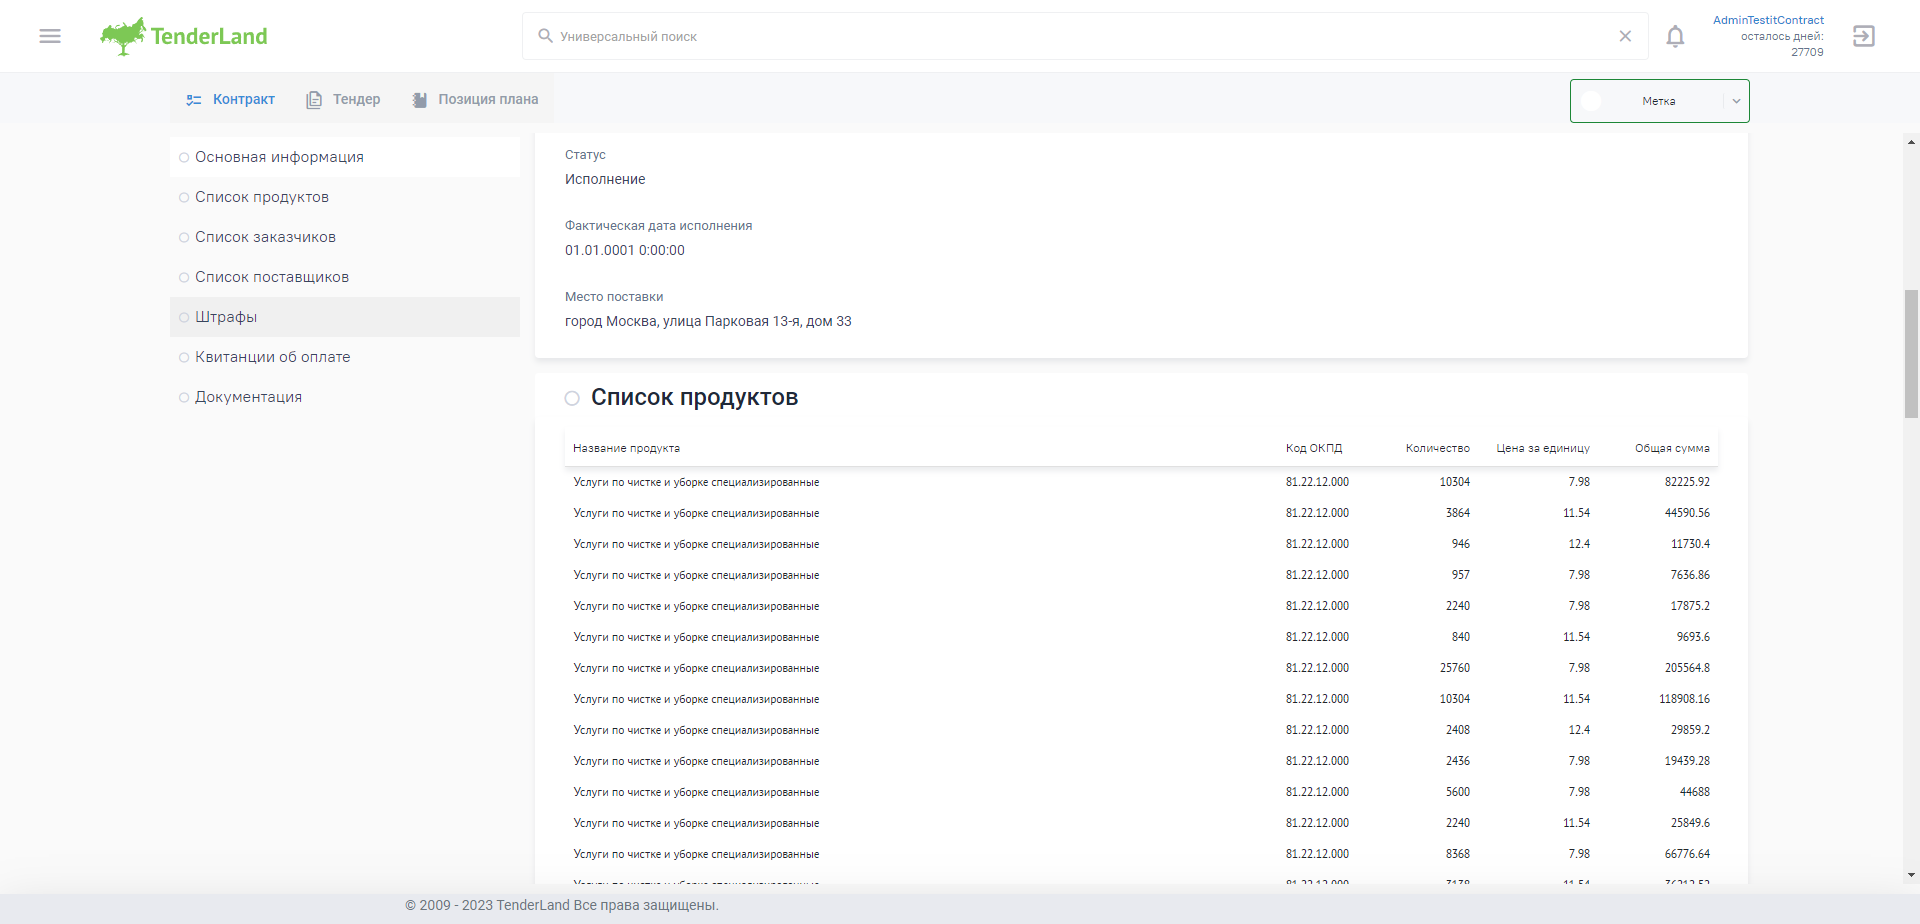 TenderLand
Универсальный поиск
AdminTestitContract
осталось дней:
27709
Контракт
Тендер
Позиция плана
Метка
Основная информация
Список продуктов
Список заказчиков
Список поставщиков
Штрафы
Квитанции об оплате
Документация
Статус
Исполнение
Фактическая дата исполнения
01.01.0001 0:00:00
Место поставки
город Москва, улица Парковая 13-я, дом 33
Список продуктов
Название продукта Код ОКПД Количество Цена за единицу Общая сумма
Услуги по чистке и уборке специализированные 81.22.12.000 10304 7.98 82225.92
Услуги по чистке и уборке специализированные 81.22.12.000 3864 11.54 44590.56
Услуги по чистке и уборке специализированные 81.22.12.000 946 12.4 11730.4
Услуги по чистке и уборке специализированные 81.22.12.000 957 7.98 7636.86
Услуги по чистке и уборке специализированные 81.22.12.000 2240 7.98 17875.2
Услуги по чистке и уборке специализированные 81.22.12.000 840 11.54 9693.6
Услуги по чистке и уборке специализированные 81.22.12.000 25760 7.98 205564.8
Услуги по чистке и уборке специализированные 81.22.12.000 10304 11.54 118908.16
Услуги по чистке и уборке специализированные 81.22.12.000 2408 12.4 29859.2
Услуги по чистке и уборке специализированные 81.22.12.000 2436 7.98 19439.28
Услуги по чистке и уборке специализированные 81.22.12.000 5600 7.98 44688
Услуги по чистке и уборке специализированные 81.22.12.000 2240 11.54 25849.6
Услуги по чистке и уборке специализированные 81.22.12.000 8368 7.98 66776.64
© 2009 - 2023 TenderLand Все права защищены.